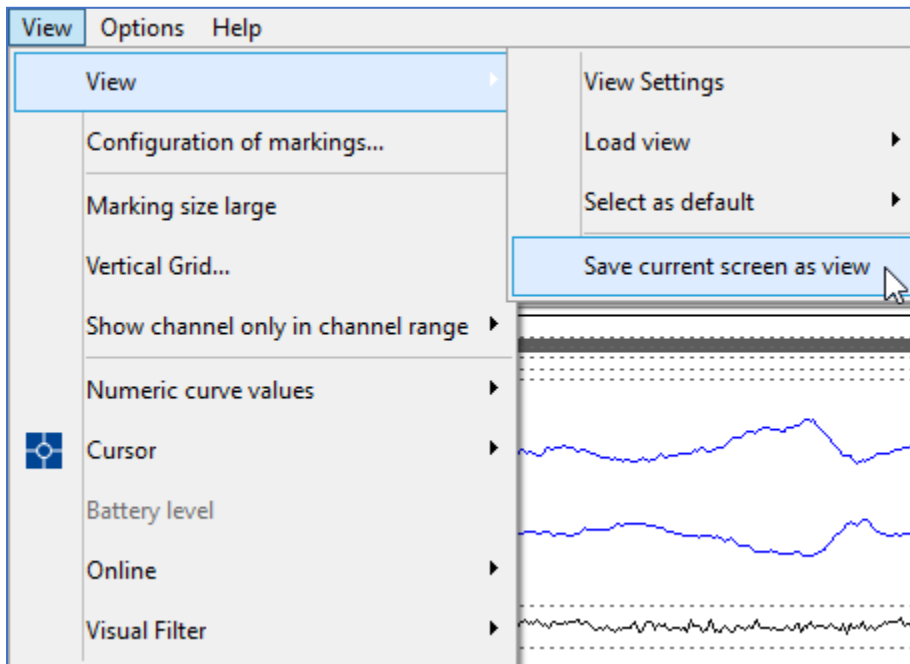 View Options Help
View
Configuration of markings...
Marking size large
Vertical Grid...
Show channel only in channel range
Numeric curve values
Cursor
Battery level
Online
Visual Filter
View Settings
Load view
Select as default
Save current screen as view